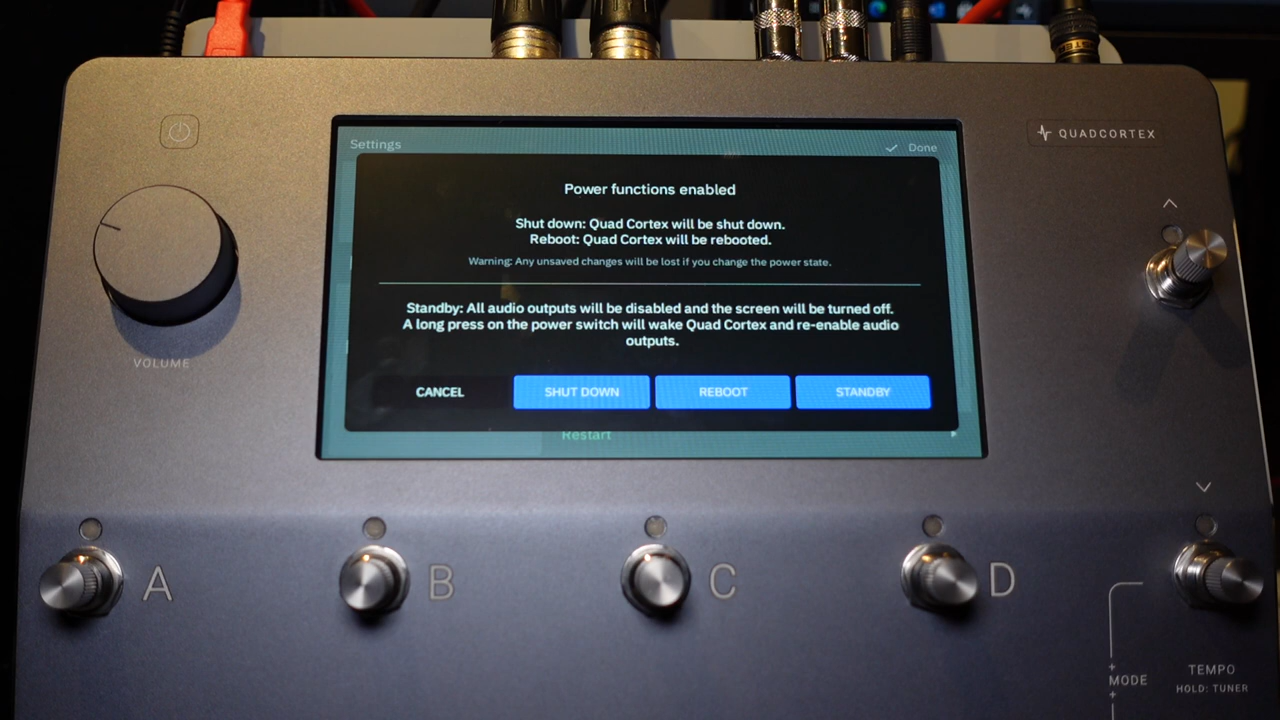 Settings
Done
QUADCORTEX
Power functions enabled
Shut down: Quad Cortex will be shut down.
Reboot: Quad Cortex will be rebooted.
Warning: Any unsaved changes will be lost if you change the power state.
Standby: All audio outputs will be disabled and the screen will be turned off.
A long press on the power switch will wake Quad Cortex and re-enable audio
outputs.
CANCEL
SHUT DOWN
REBOOT
STANDBY
Restart
VOLUME
A
B
C
D
+
MODE
+
TEMPO
HOLD: TUNER